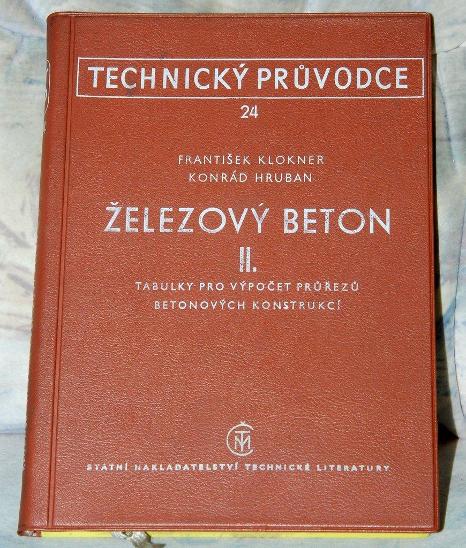 TECHNICKÝ PRŮVODCE
24
FRANTIŠEK KLOKNER
KONRÁD HRUBAN
ŽELEZOVÝ BETON
II.
TABULKY PRO VÝPOČET PRŮŘEZŮ
BETONOVÝCH KONSTRUKCÍ
STÁTNÍ NAKLADATELSTVÍ TECHNICKÉ LITERATURY